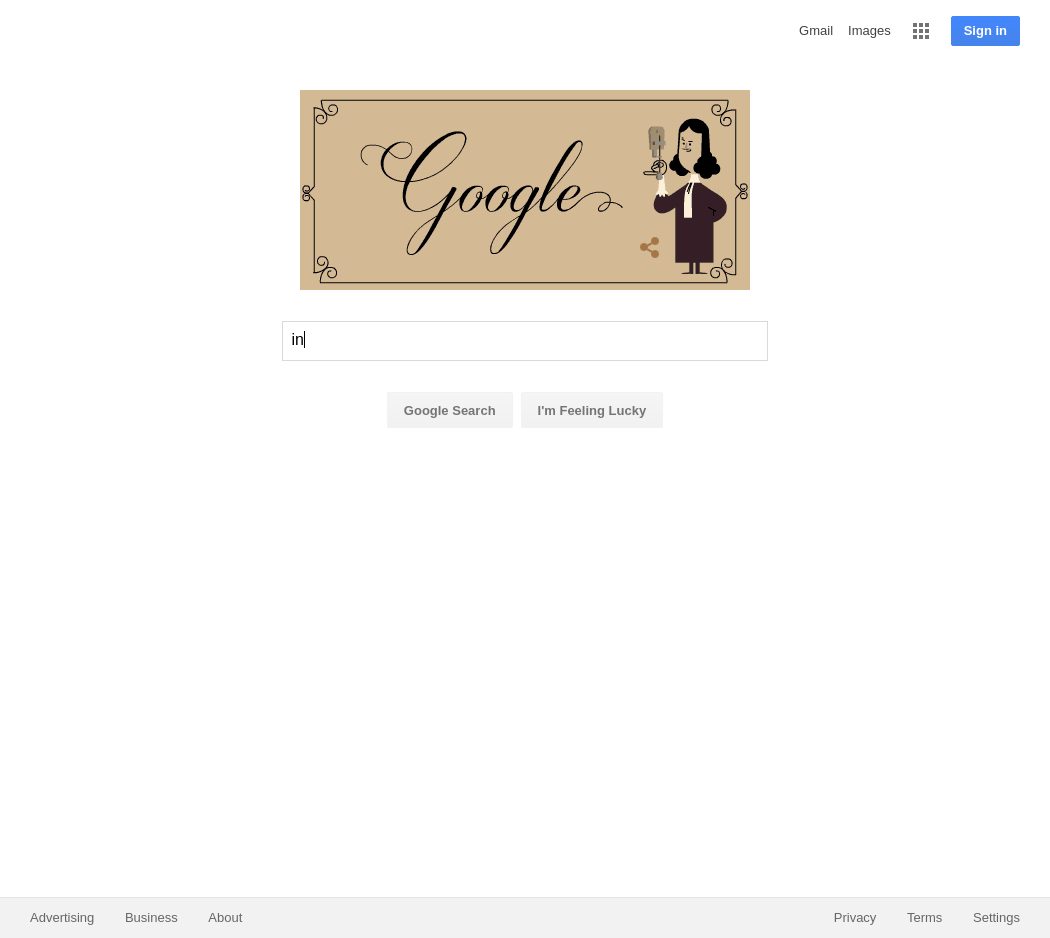 Gmail Images Sign in
Google
in
Google Search I'm Feeling Lucky
Advertising Business About Privacy Terms Settings